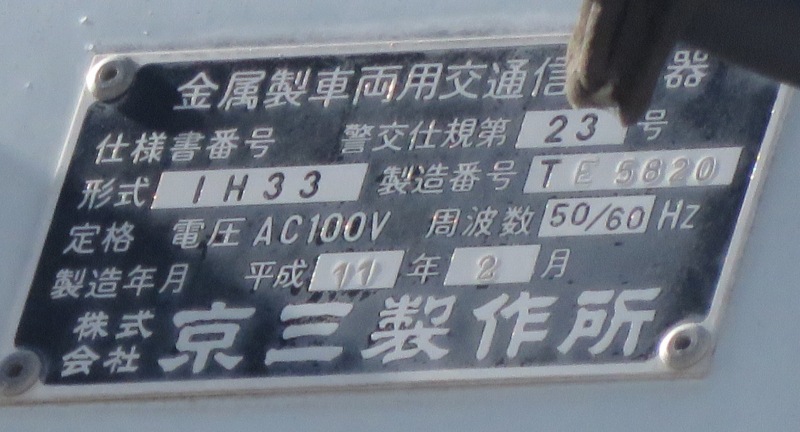 金属製車両用交通信 器
仕様書番号 警交仕規第 23 号
形式 1H33 製造番号 TE5820
定格 電圧 AC100V 周波数 50/60 Hz
製造年月 平成 11 年 2 月
株式会社 京三製作所